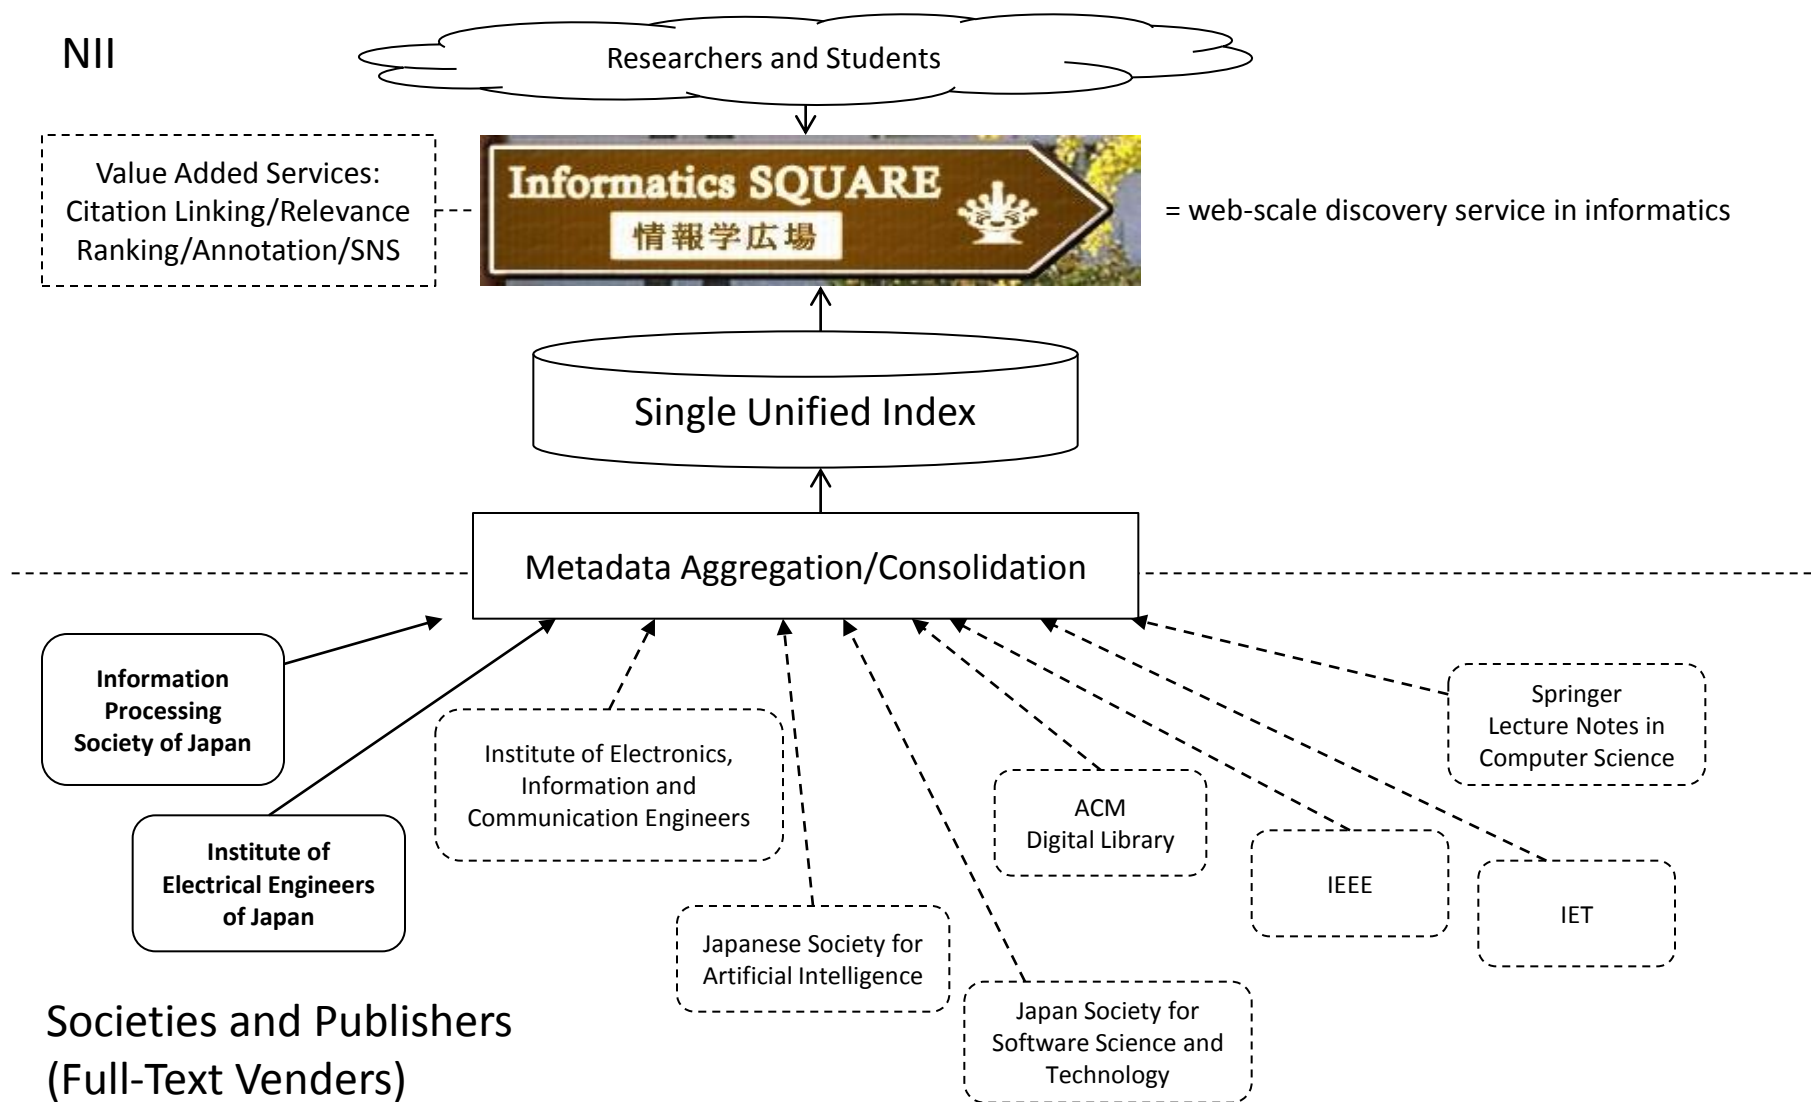 NII
Researchers and Students
Value Added Services:
Citation Linking/Relevance
Ranking/Annotation/SNS
Informatics SQUARE
情報学広場
= web-scale discovery service in informatics
Single Unified Index
Metadata Aggregation/Consolidation
Information
Processing
Society of Japan
Institute of
Electrical Engineers
of Japan
Institute of Electronics,
Information and
Communication Engineers
Japanese Society for
Artificial Intelligence
Japan Society for
Software Science and
Technology
ACM
Digital Library
IEEE
IET
Springer
Lecture Notes in
Computer Science
Societies and Publishers
(Full-Text Venders)